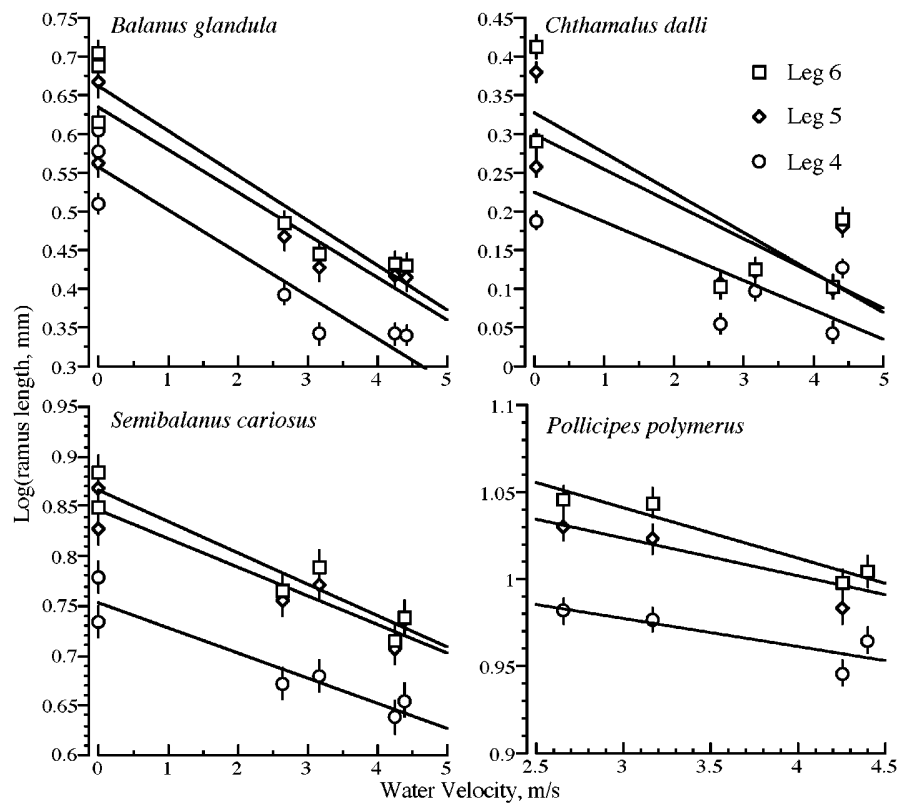 Balanus glandula
Chthamalus dalli
0.75
0.7
0.65
0.6
0.55
0.5
0.45
0.4
0.35
0.3
0 1 2 3 4 5
0.45
0.4
0.35
0.3
0.25
0.2
0.15
0.1
0.05
0
0 1 2 3 4 5
Leg 6
Leg 5
Leg 4
Log(ramus length, mm)
Semibalanus cariosus
Pollicipes polymerus
0.95
0.9
0.85
0.8
0.75
0.7
0.65
0.6
0 1 2 3 4 5
1.1
1.05
1
0.95
0.9
2.5 3 3.5 4 4.5
Water Velocity, m/s